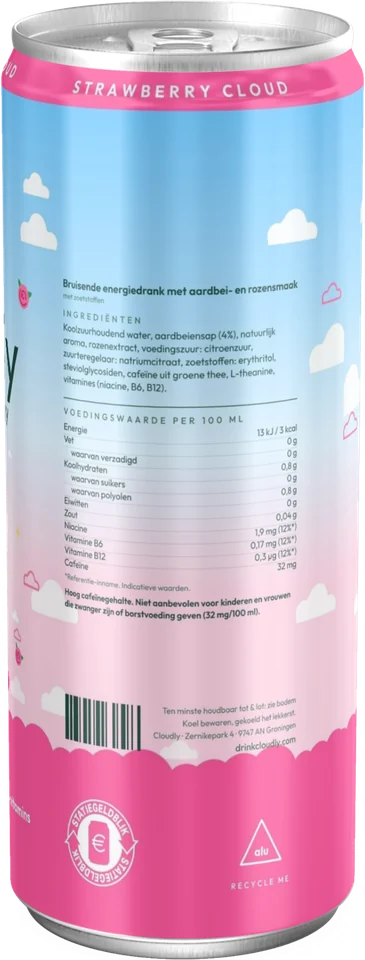 UD
STRAWBERRY CLOUD
Bruisende energiedrank met aardbei- en rozensmaak
met zoetstoffen
INGREDIËNTEN
Koolzuurhoudend water, aardbeiensap (4%), natuurlijk
aroma, rozenextract, voedingszuur: citroenzuur,
zuurteregelaar: natriumcitraat, zoetstoffen: erythritol,
steviolglycosiden, cafeïne uit groene thee, L-theanine,
vitamines (niacine, B6, B12).
y
VOEDINGSWAARDE PER 100 ML
Energie 13 kJ / 3 kcal
Vet 0 g
waarvan verzadigd 0 g
Koolhydraten 0,8 g
waarvan suikers 0 g
waarvan polyolen 0,8 g
Eiwitten 0 g
Zout 0,04 g
Niacine 1,9 mg (12%*)
Vitamine B6 0,17 mg (12%*)
Vitamine B12 0,3 µg (12%*)
Cafeïne 32 mg
*Referentie-inname. Indicatieve waarden.
Hoog cafeïnegehalte. Niet aanbevolen voor kinderen en vrouwen
die zwanger zijn of borstvoeding geven (32 mg/100 ml).
Ten minste houdbaar tot & lot: zie bodem
Koel bewaren, gekoeld het lekkerst.
Cloudly · Zernikepark 4 · 9747 AN Groningen
drinkcloudly.com
vitamins
STATIEGELDBLIK
€
STATIEGELDBLIK
alu
RECYCLE ME